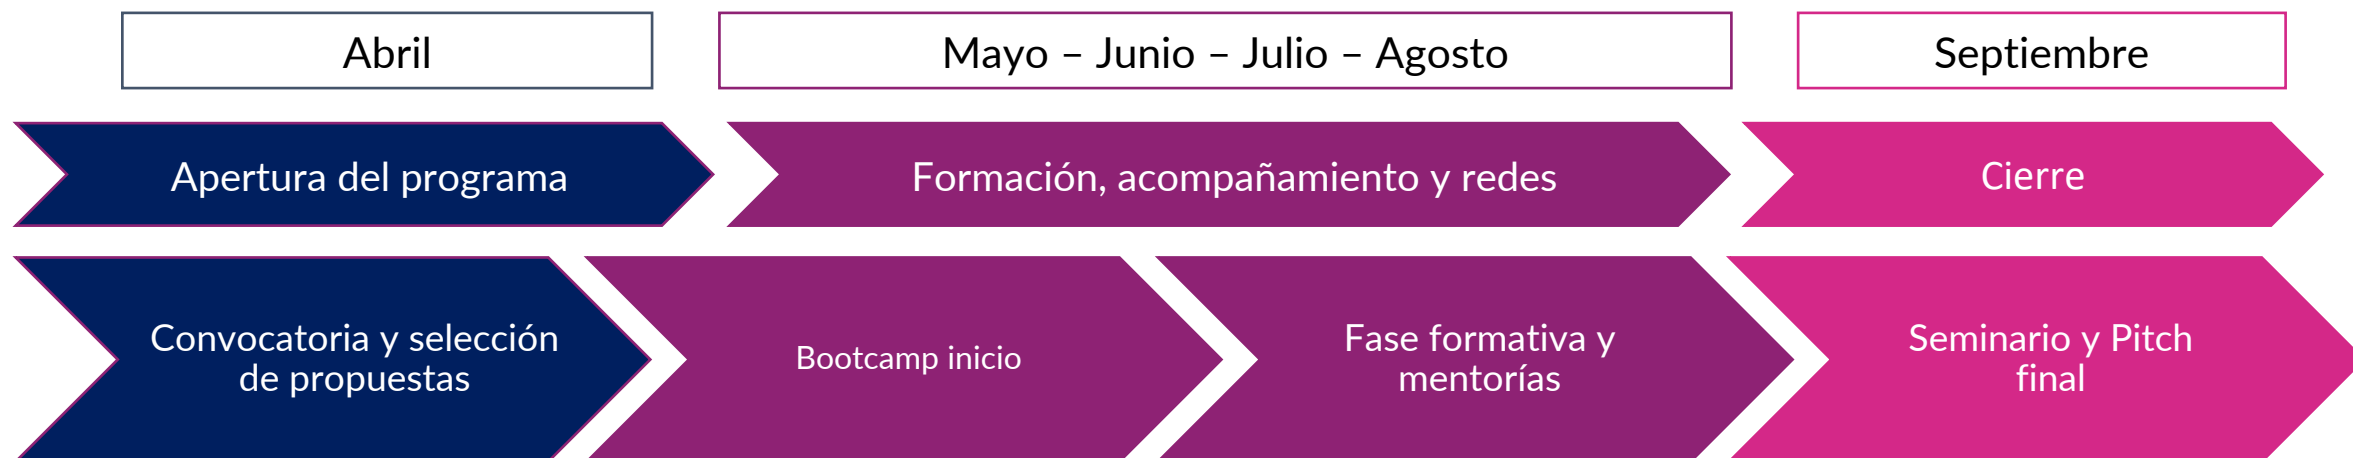 Abril
Mayo – Junio – Julio – Agosto
Septiembre
Apertura del programa
Formación, acompañamiento y redes
Cierre
Convocatoria y selección
de propuestas
Bootcamp inicio
Fase formativa y
mentorías
Seminario y Pitch
final